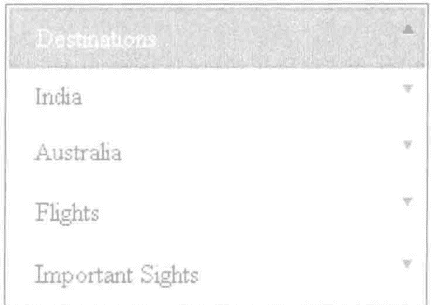 Destinations
India
Australia
Flights
Important Sights